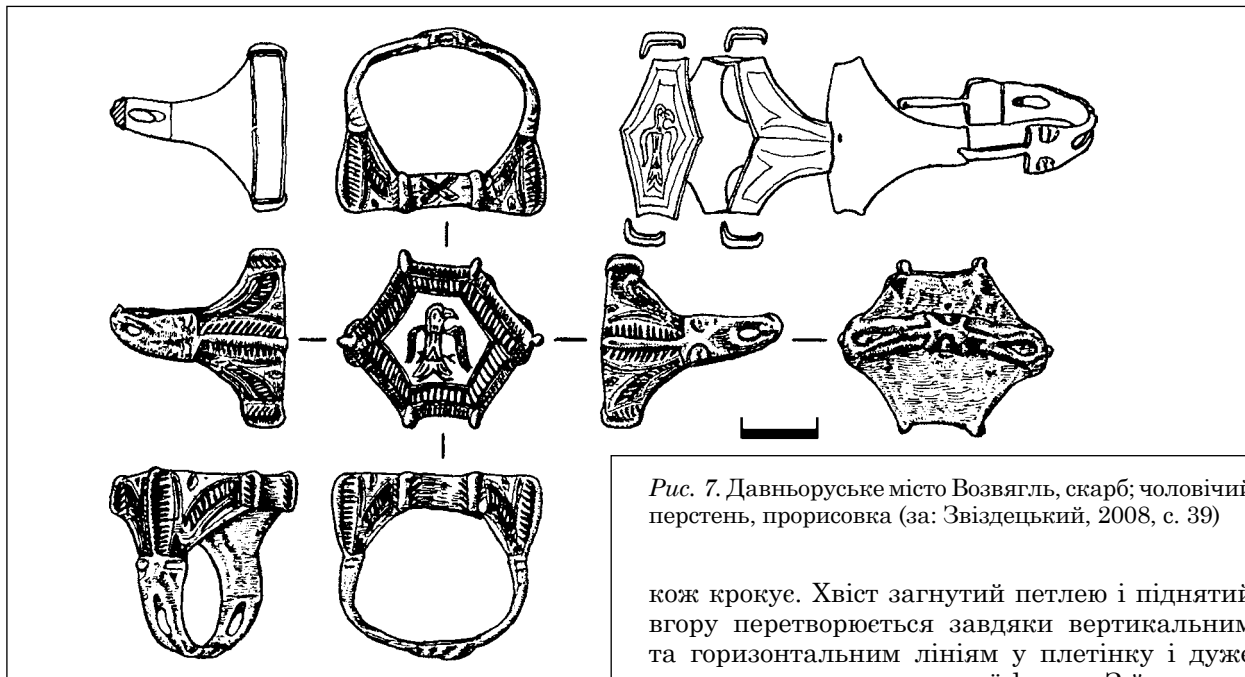 Рис. 7. Давньоруське місто Возвягль, скарб; чоловічий
перстень, прорисовка (за: Звіздецький, 2008, с. 39)
кож крокує. Хвіст загнутий петлею і піднятий
вгору перетворюється завдяки вертикальним
та горизонтальним лініям у плетінку і дуже